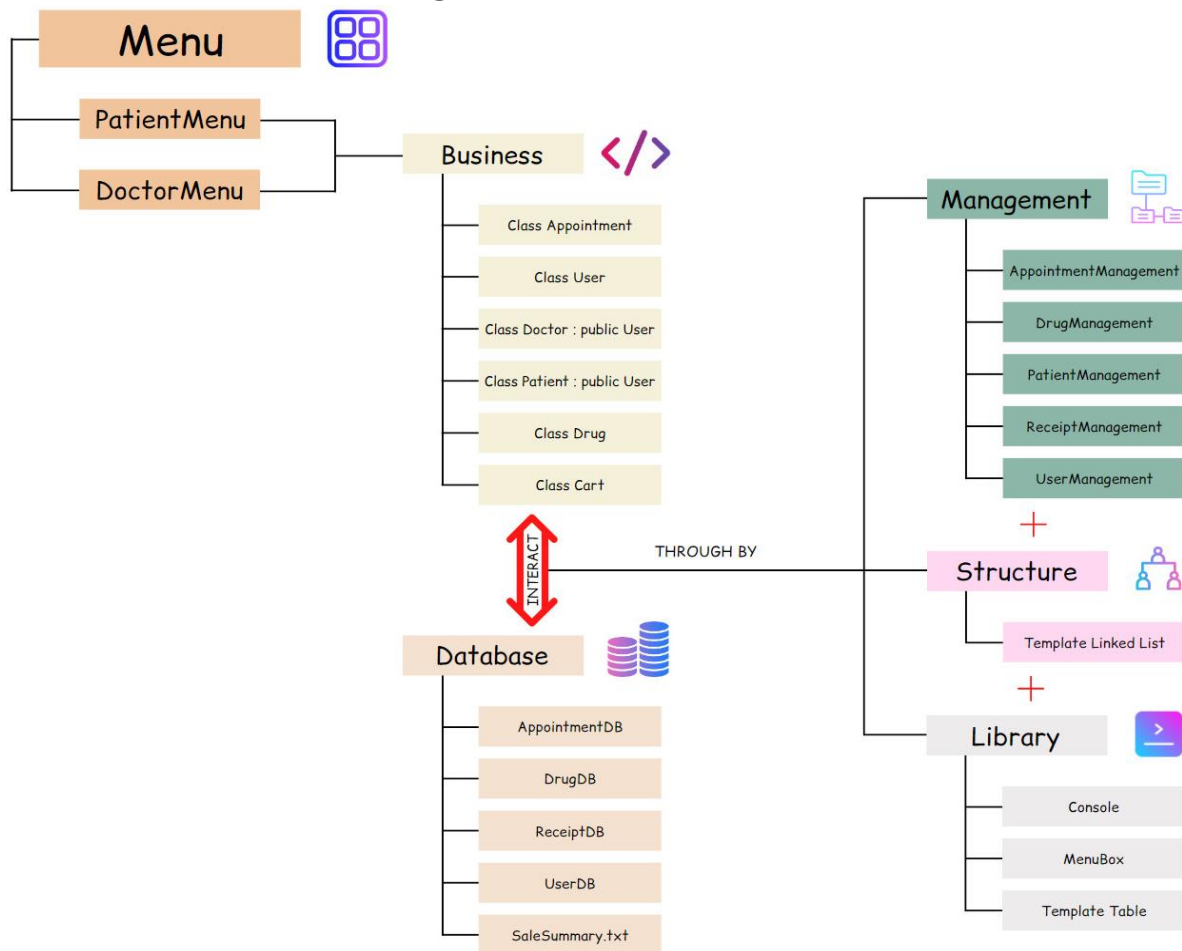 Menu
PatientMenu
DoctorMenu
Business
Class Appointment
Class User
Class Doctor : public User
Class Patient : public User
Class Drug
Class Cart
INTERACT
THROUGH BY
Database
AppointmentDB
DrugDB
ReceiptDB
UserDB
SaleSummary.txt
Management
AppointmentManagement
DrugManagement
PatientManagement
ReceiptManagement
UserManagement
+
Structure
Template Linked List
+
Library
Console
MenuBox
Template Table